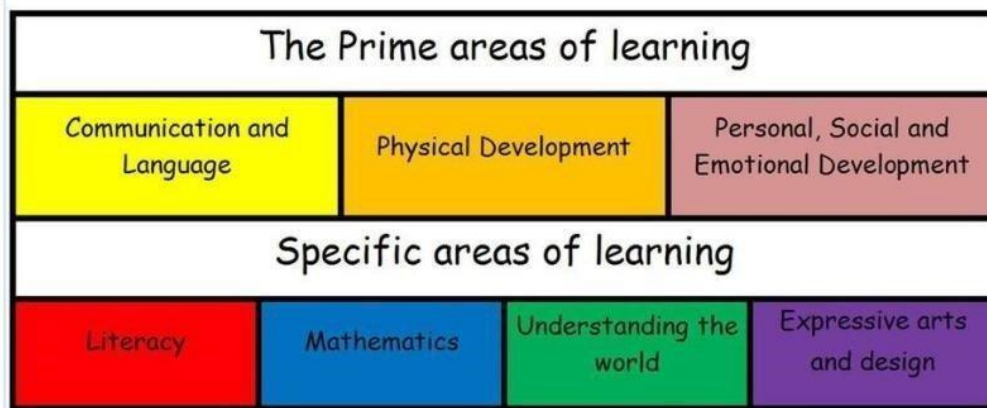 The Prime areas of learning
Communication and
Language
Physical Development
Personal, Social and
Emotional Development
Specific areas of learning
Literacy
Mathematics
Understanding the
world
Expressive arts
and design